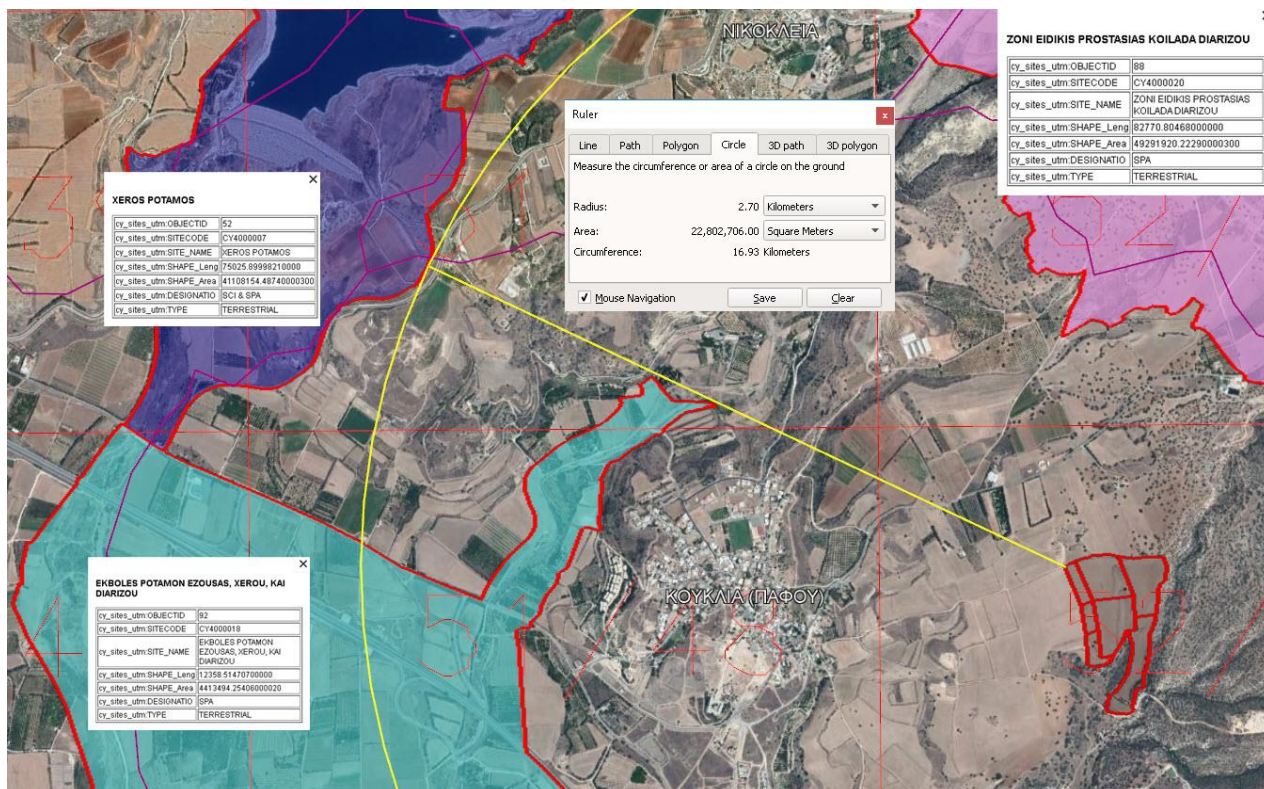 ΝΙΚΟΚΛΕΙΑ
ZONI EIDIKIS PROSTASIAS KOILADA DIARIZOU
cy_sites_utm:OBJECTID 88
cy_sites_utm:SITECODE CY4000020
cy_sites_utm:SITE_NAME ZONI EIDIKIS PROSTASIAS
KOILADA DIARIZOU
cy_sites_utm:SHAPE_Leng 82770.80468000000
cy_sites_utm:SHAPE_Area 49291920.22290000300
cy_sites_utm:DESIGNATIO SPA
cy_sites_utm:TYPE TERRESTRIAL
Ruler
Line Path Polygon Circle 3D path 3D polygon
Measure the circumference or area of a circle on the ground
Radius: 2.70 Kilometers
Area: 22,802,706.00 Square Meters
Circumference: 16.93 Kilometers
Mouse Navigation Save Clear
XEROS POTAMOS
cy_sites_utm:OBJECTID 52
cy_sites_utm:SITECODE CY4000007
cy_sites_utm:SITE_NAME XEROS POTAMOS
cy_sites_utm:SHAPE_Leng 75025.89998210000
cy_sites_utm:SHAPE_Area 41108154.48740000300
cy_sites_utm:DESIGNATIO SCI & SPA
cy_sites_utm:TYPE TERRESTRIAL
EKBOLES POTAMON EZOUSAS, XEROU, KAI
DIARIZOU
cy_sites_utm:OBJECTID 92
cy_sites_utm:SITECODE CY4000018
cy_sites_utm:SITE_NAME EKBOLES POTAMON
EZOUSAS, XEROU, KAI
DIARIZOU
cy_sites_utm:SHAPE_Leng 12358.51470700000
cy_sites_utm:SHAPE_Area 4413494.25406000020
cy_sites_utm:DESIGNATIO SPA
cy_sites_utm:TYPE TERRESTRIAL
ΚΟΥΚΛΙΑ (ΠΑΦΟΥ)